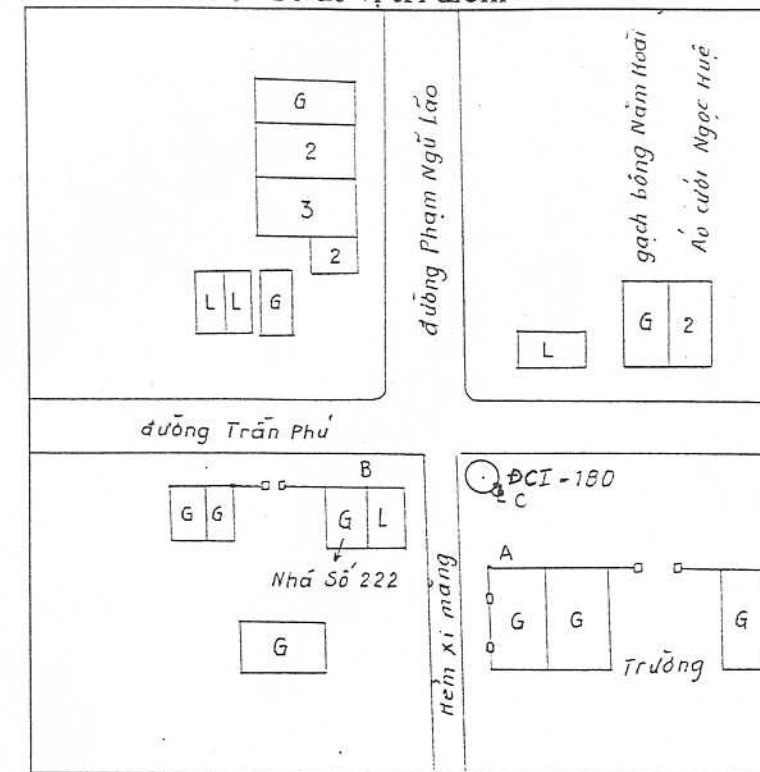 G
2
3
2
L L G
đường Phạm Ngũ Lão
gạch bông Năm Hoài
Áo cưới Ngọc Huệ
G 2
L
đường Trần Phú
B
G G
G L
Nhà Số 222
G
Hẻm xi măng
ĐCI-180
C
A
G G
G
Trường